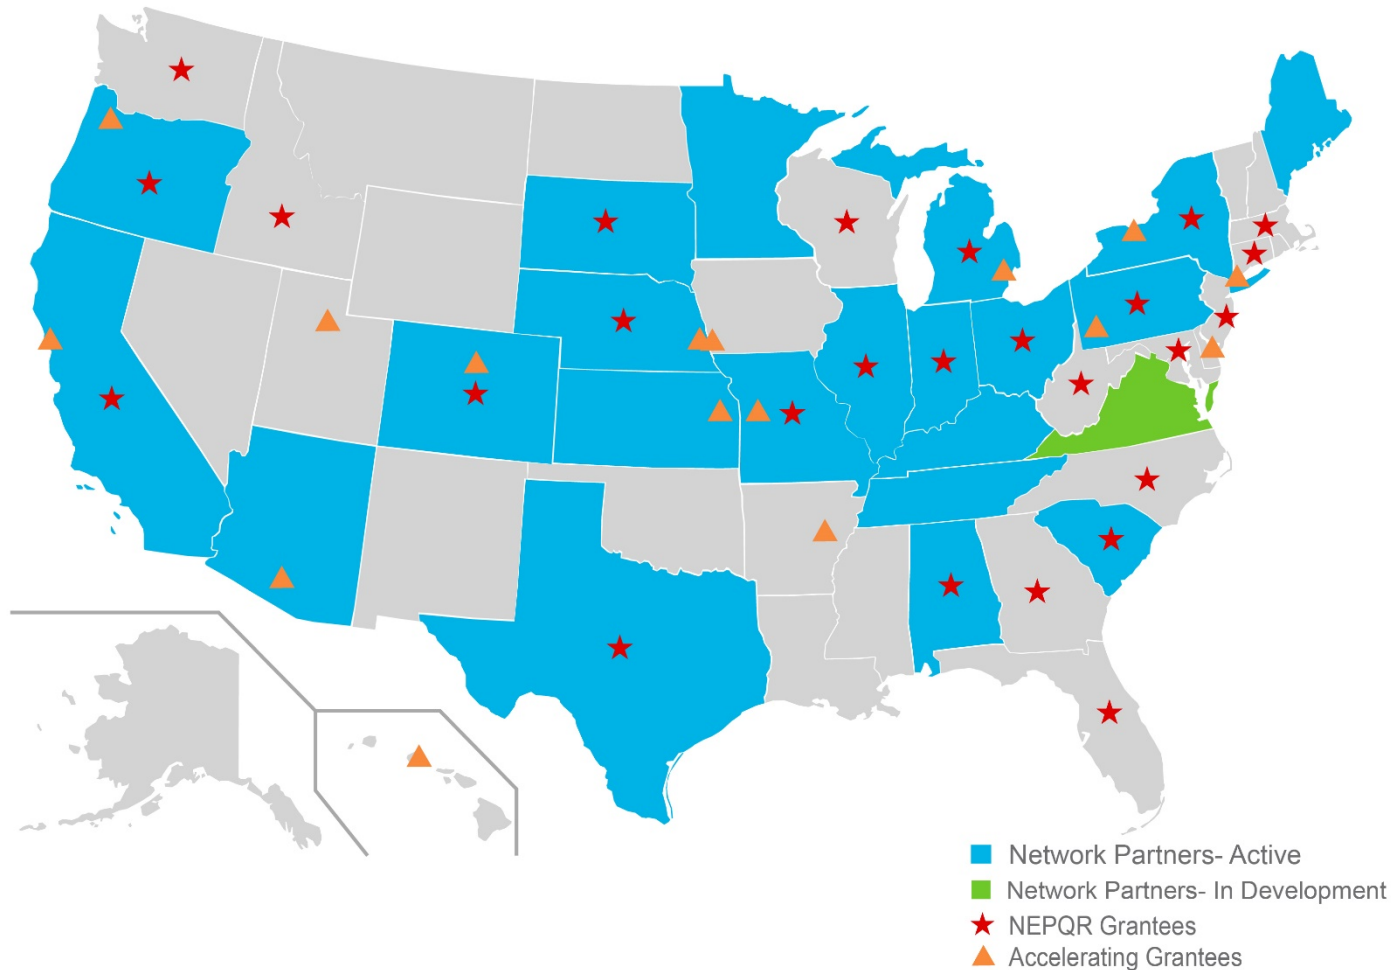 Network Partners- Active
Network Partners- In Development
NEPQR Grantees
Accelerating Grantees